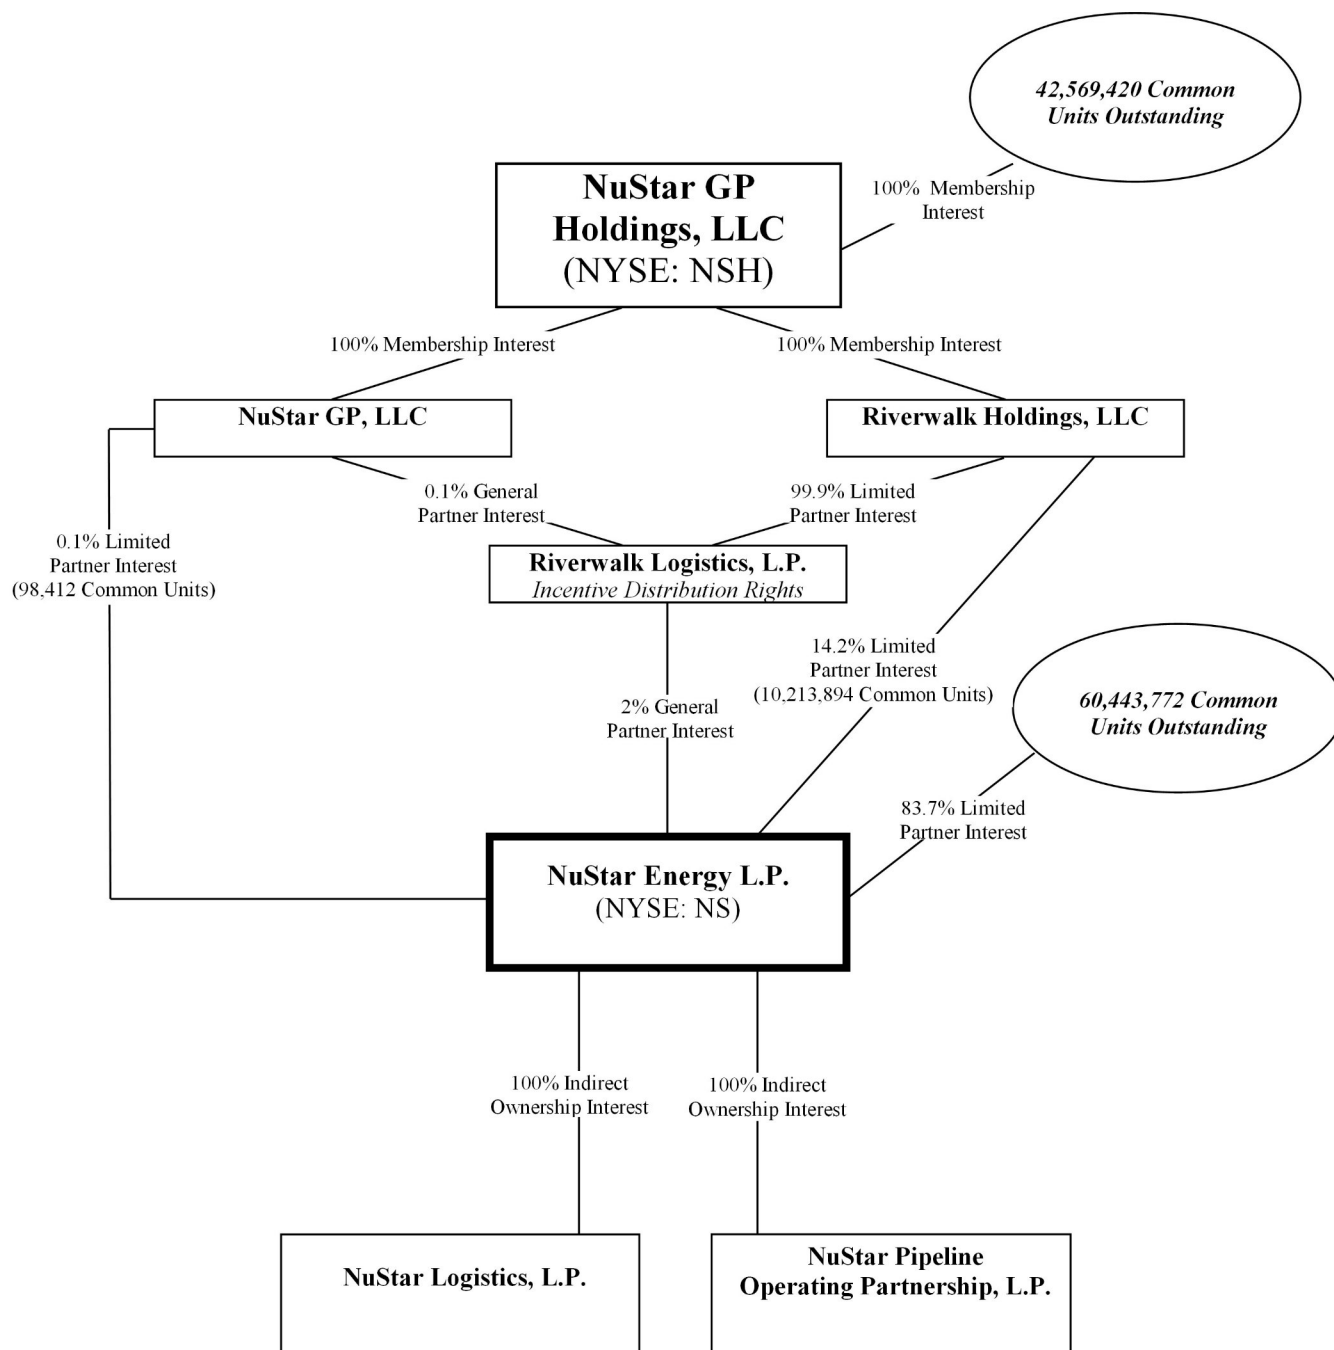 42,569,420 Common
Units Outstanding
NuStar GP
Holdings, LLC
(NYSE: NSH)
100% Membership
Interest
100% Membership Interest
100% Membership Interest
NuStar GP, LLC
Riverwalk Holdings, LLC
0.1% General
Partner Interest
99.9% Limited
Partner Interest
0.1% Limited
Partner Interest
(98,412 Common Units)
Riverwalk Logistics, L.P.
Incentive Distribution Rights
14.2% Limited
Partner Interest
(10,213,894 Common Units)
2% General
Partner Interest
60,443,772 Common
Units Outstanding
83.7% Limited
Partner Interest
NuStar Energy L.P.
(NYSE: NS)
100% Indirect
Ownership Interest
100% Indirect
Ownership Interest
NuStar Logistics, L.P.
NuStar Pipeline
Operating Partnership, L.P.